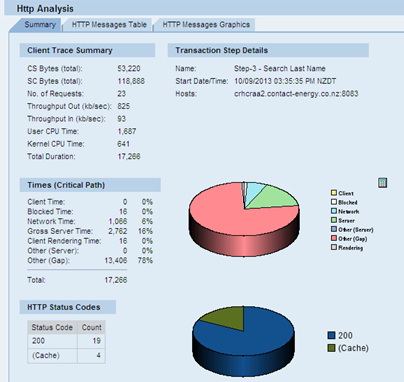 Http Analysis
Summary
HTTP Messages Table
HTTP Messages Graphics
Client Trace Summary
CS Bytes (total): 53,220
SC Bytes (total): 118,888
No. of Requests: 23
Throughput Out (kb/sec): 825
Throughput In (kb/sec): 93
User CPU Time: 1,687
Kernel CPU Time: 641
Total Duration: 17,266
Transaction Step Details
Name: Step-3 - Search Last Name
Start Date/Time: 10/09/2013 03:35:35 PM NZDT
Hosts: crhcraa2.contact-energy.co.nz:8083
Times (Critical Path)
Client Time: 0 0%
Blocked Time: 16 0%
Network Time: 1,066 6%
Gross Server Time: 2,762 16%
Client Rendering Time: 16 0%
Other (Server): 0 0%
Other (Gap): 13,406 78%
Total: 17,266
Client
Blocked
Network
Server
Other (Server)
Other (Gap)
Rendering
HTTP Status Codes
Status Code Count
200 19
(Cache) 4
200
(Cache)